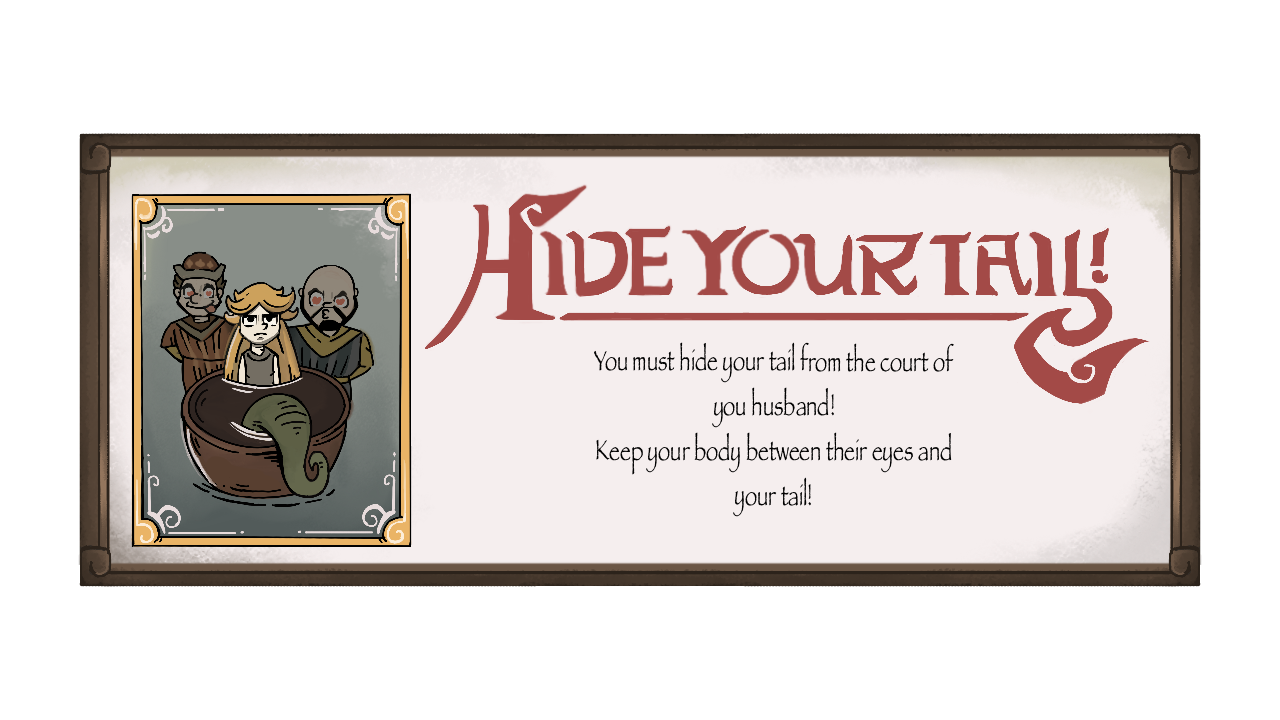 HIDE YOUR TAIL!
You must hide your tail from the court of
you husband!
Keep your body between their eyes and
your tail!